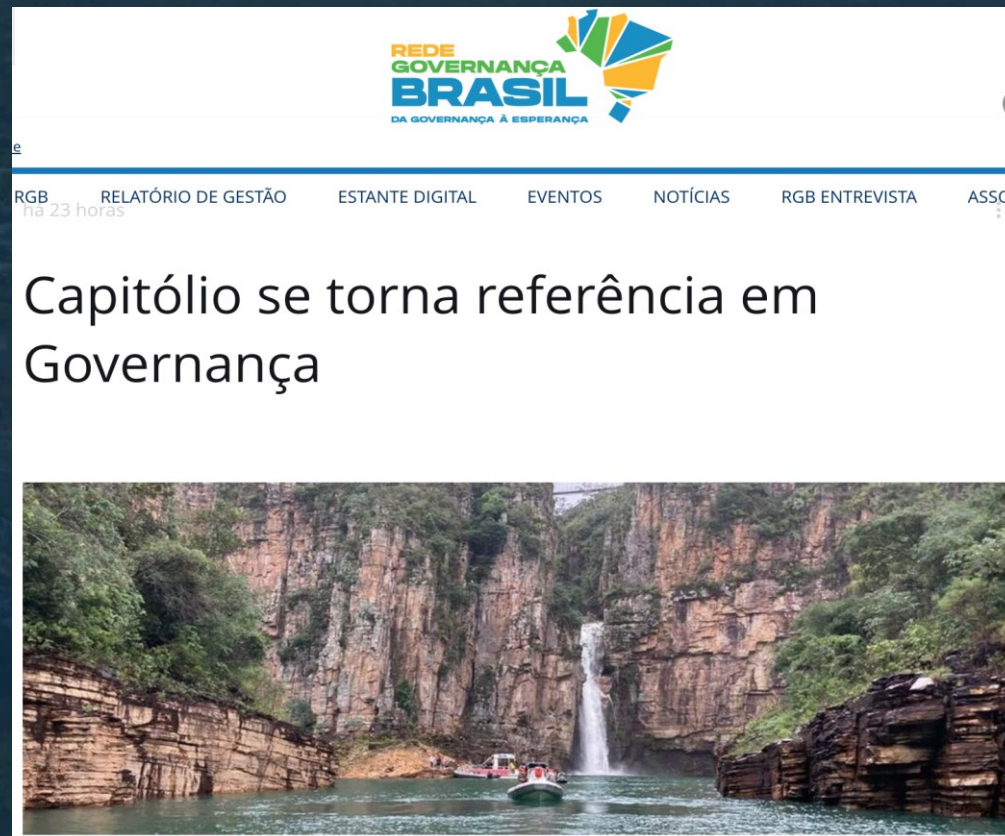 REDE
GOVERNANÇA
BRASIL
DA GOVERNANÇA À ESPERANÇA
e
RGB RELATÓRIO DE GESTÃO ESTANTE DIGITAL EVENTOS NOTÍCIAS RGB ENTREVISTA
há 23 horas
Capitólio se torna referência em
Governança